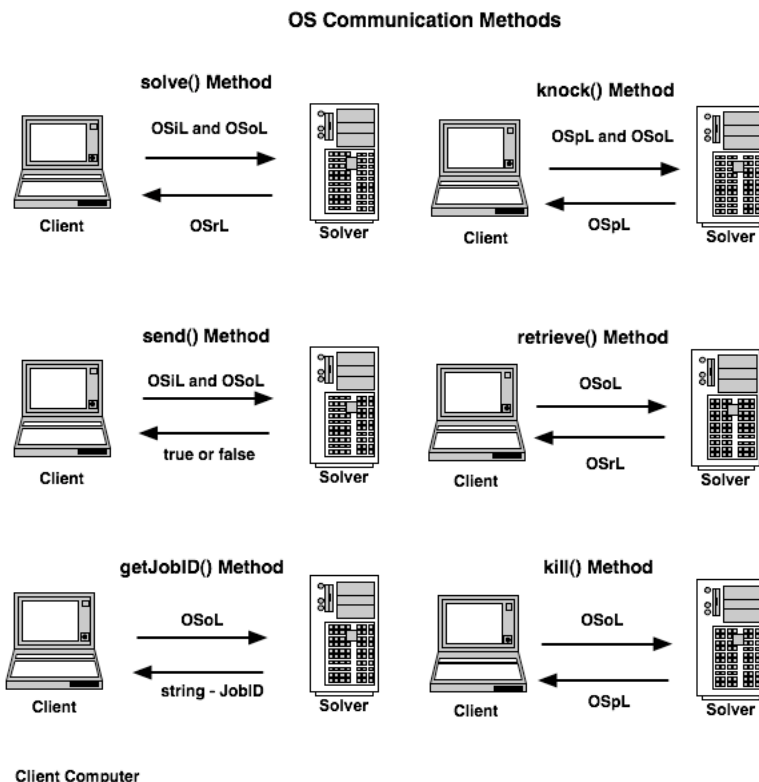 OS Communication Methods
solve() Method
OSiL and OSoL
OSrL
Client
Solver
knock() Method
OSpL and OSoL
OSpL
Client
Solver
send() Method
OSiL and OSoL
true or false
Client
Solver
retrieve() Method
OSoL
OSrL
Client
Solver
getJobID() Method
OSoL
string - JobID
Client
Solver
kill() Method
OSoL
OSpL
Client
Solver
Client Computer